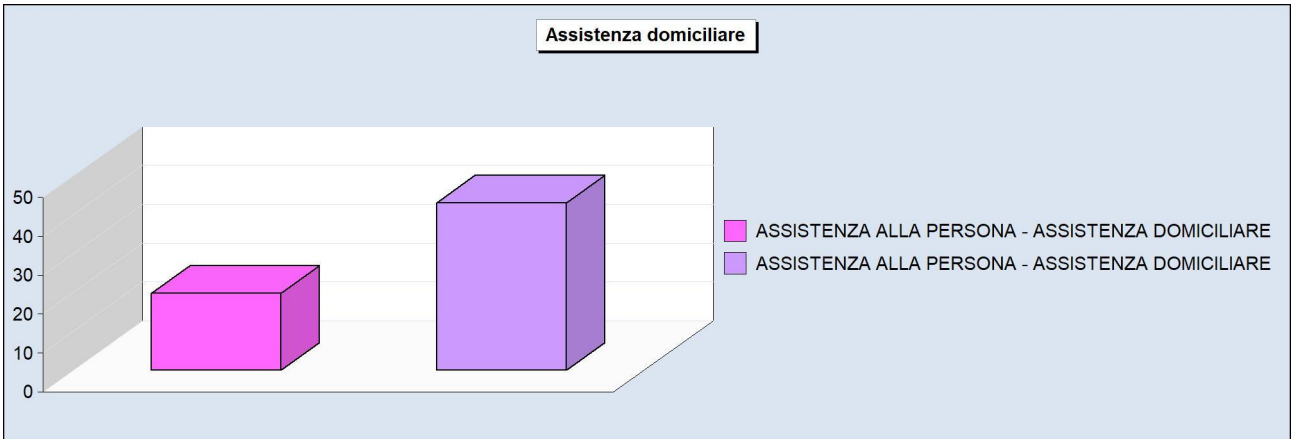 Assistenza domiciliare
50
40
30
20
10
0
ASSISTENZA ALLA PERSONA - ASSISTENZA DOMICILIARE
ASSISTENZA ALLA PERSONA - ASSISTENZA DOMICILIARE